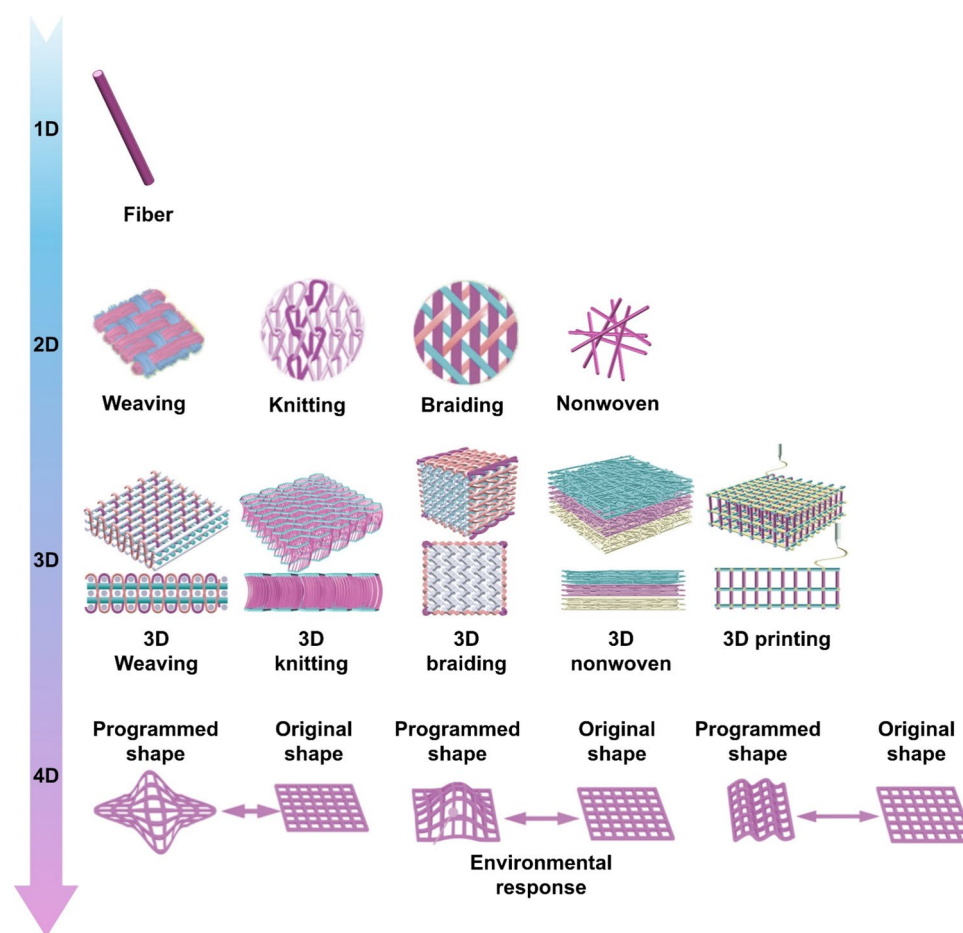 1D
Fiber
2D
Weaving
Knitting
Braiding
Nonwoven
3D
3D
Weaving
3D
knitting
3D
braiding
3D
nonwoven
3D printing
4D
Programmed
shape
Original
shape
Programmed
shape
Original
shape
Programmed
shape
Original
shape
Environmental
response